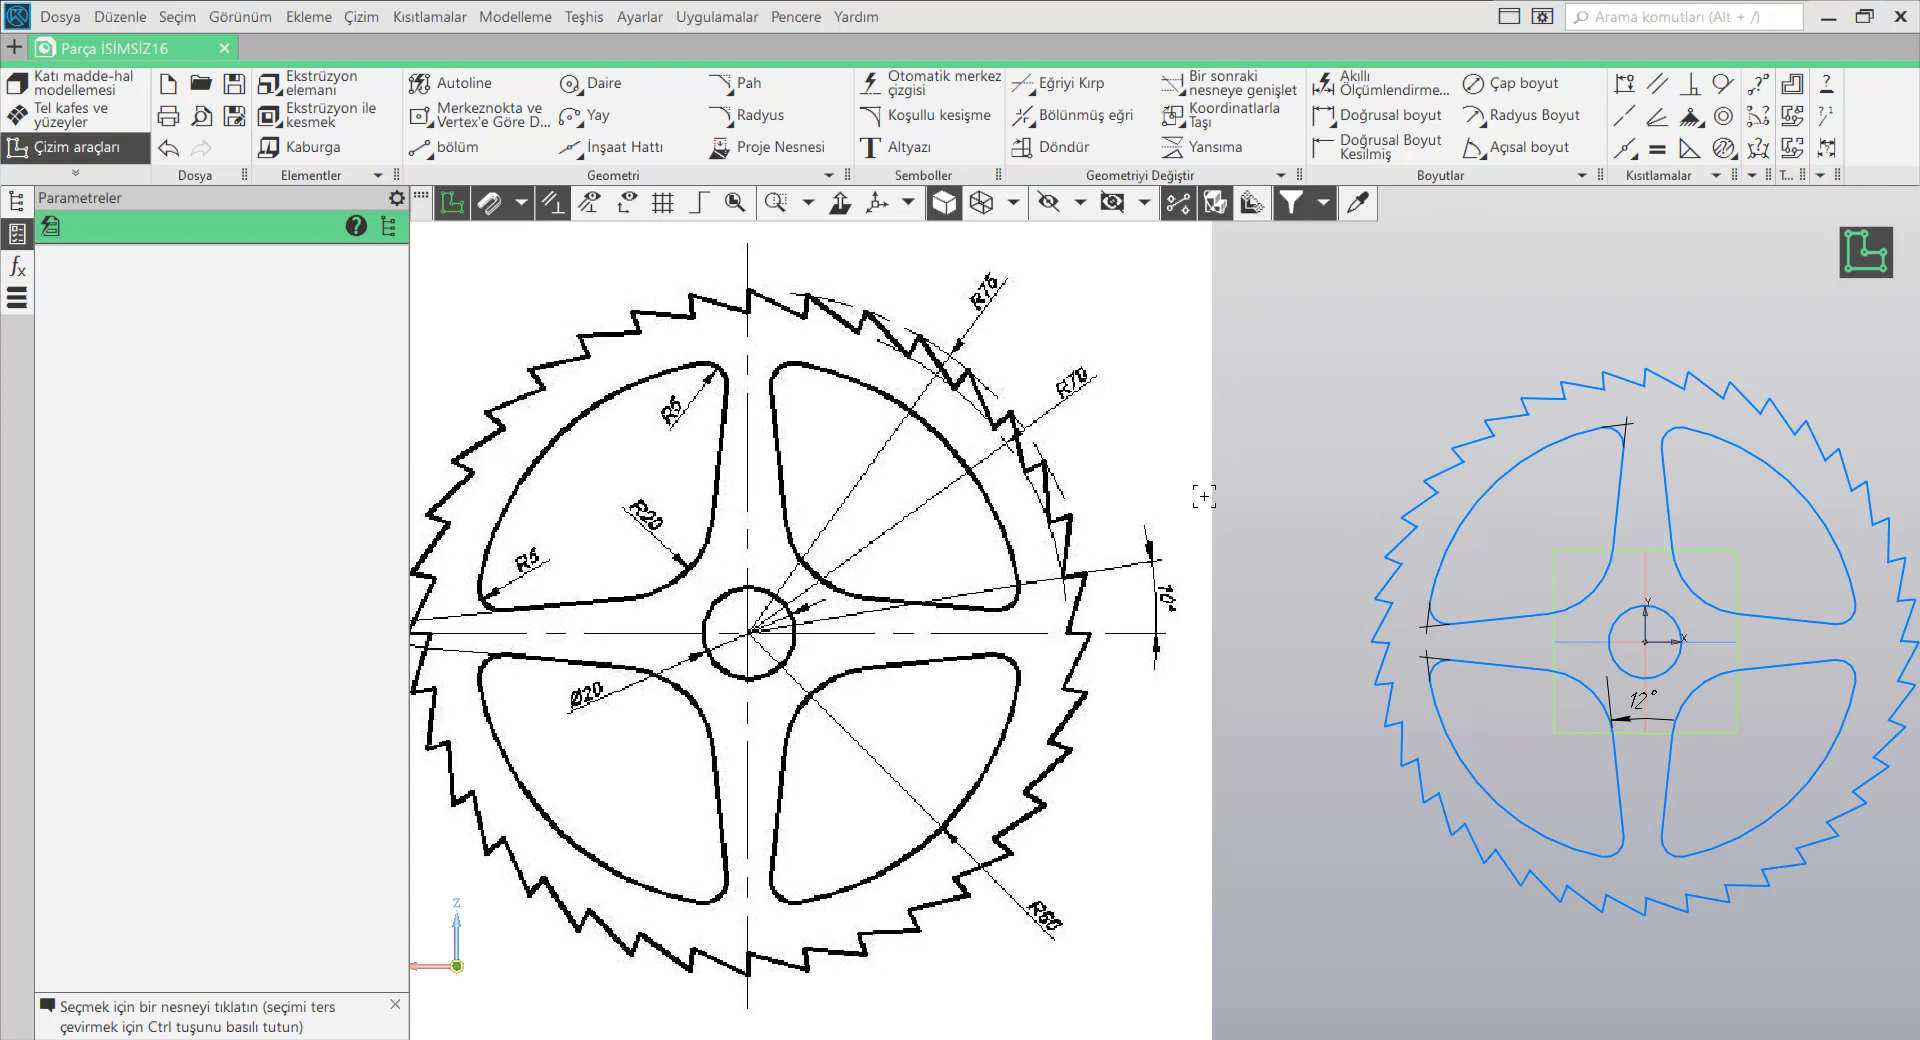 Dosya Düzenle Seçim Görünüm Ekleme Çizim Kısıtlamalar Modelleme Teşhis Ayarlar Uygulamalar Pencere Yardım
Arama komutları (Alt + /)
Parça İSİMSİZ16
Katı madde-hal modellemesi
Tel kafes ve yüzeyler
Çizim araçları
Dosya
Ekstrüzyon elemanı
Ekstrüzyon ile kesmek
Kaburga
Elementler
Autoline
Merkeznokta ve Vertex'e Göre D...
bölüm
Daire
Yay
İnşaat Hattı
Pah
Radyus
Proje Nesnesi
Geometri
Otomatik merkez çizgisi
Koşullu kesişme
Altyazı
Semboller
Eğriyi Kırp
Bölünmüş eğri
Döndür
Bir sonraki nesneye genişlet
Koordinatlarla Taşı
Yansıma
Geometriyi Değiştir
Akıllı Ölçümlendirme...
Doğrusal boyut
Doğrusal Boyut Kesilmiş
Çap boyut
Radyus Boyut
Açısal boyut
Boyutlar
Kısıtlamalar
T...
Parametreler
R75
R70
R5
R20
R5
10°
Ø20
R60
Z
Y
X
12°
Seçmek için bir nesneyi tıklatın (seçimi ters
çevirmek için Ctrl tuşunu basılı tutun)